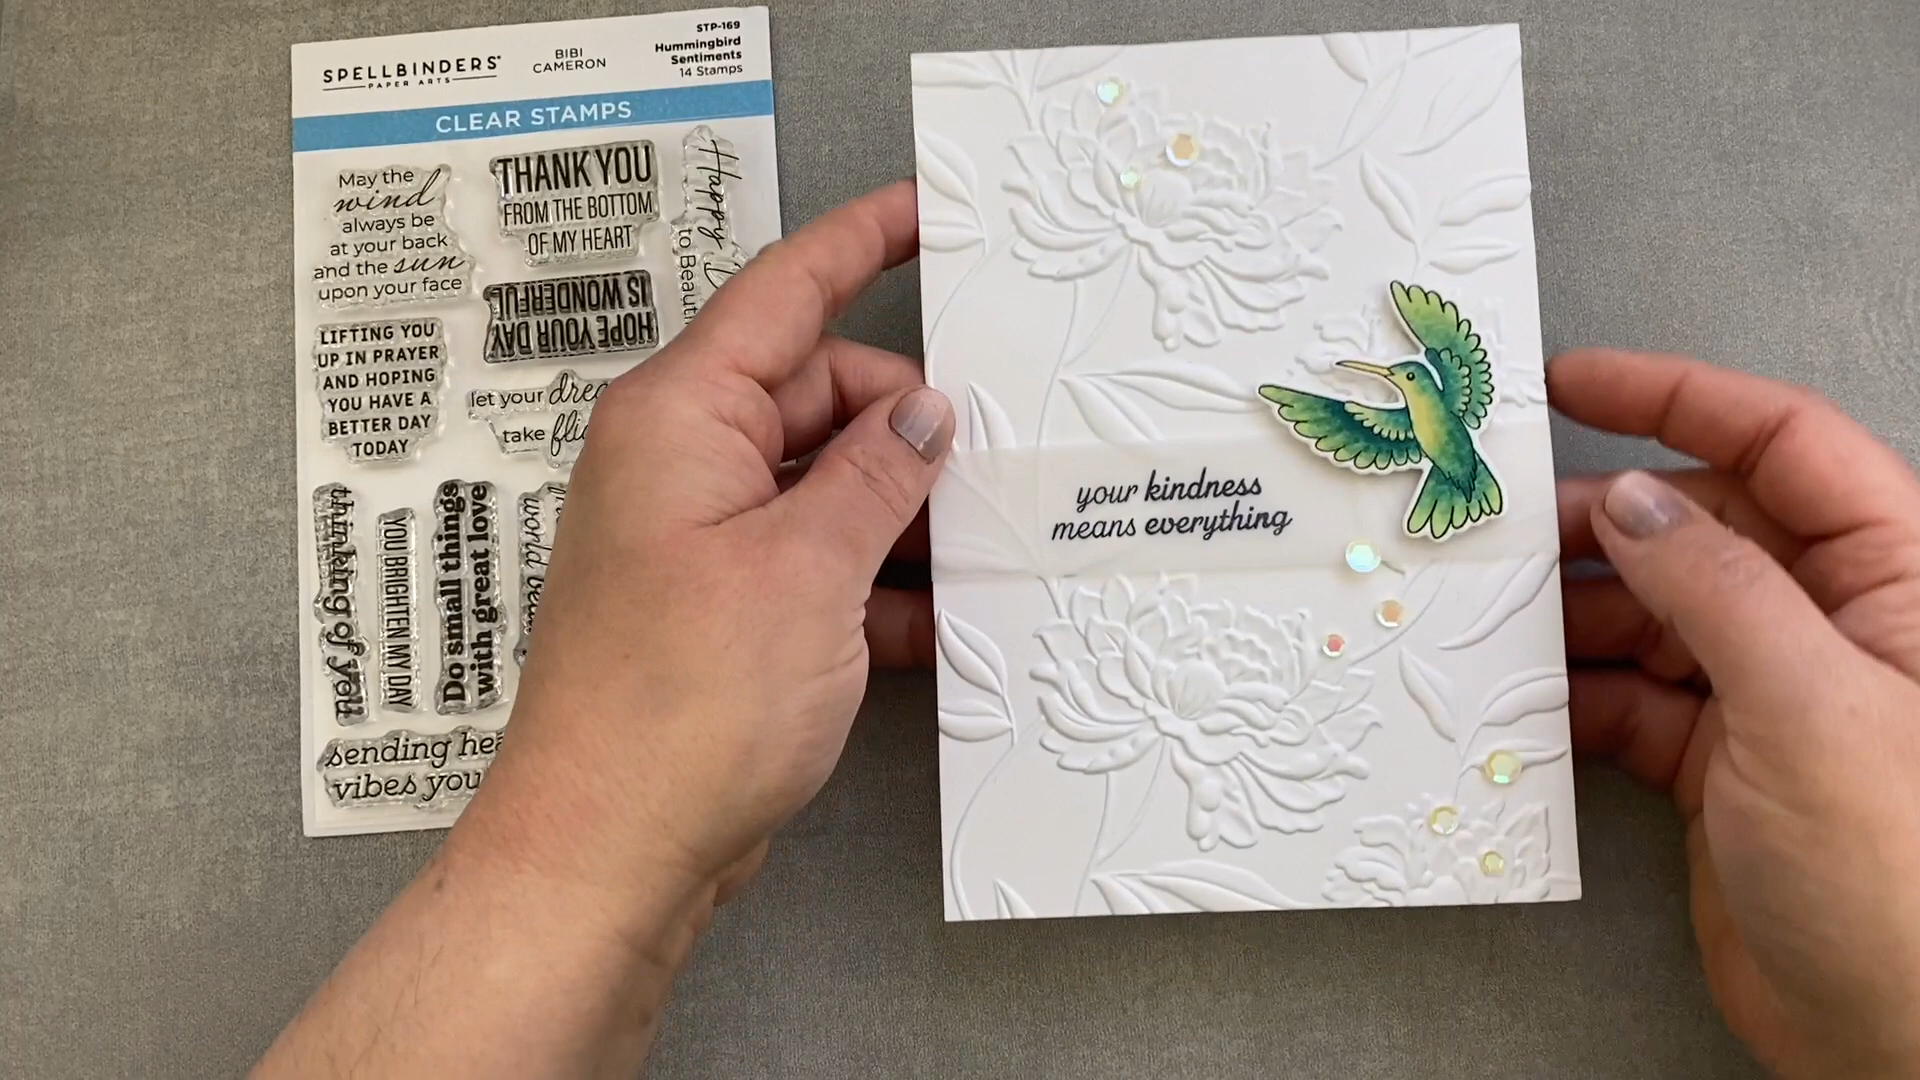 SPELLBINDERS
PAPER ARTS
BIBI
CAMERON
STP-169
Hummingbird
Sentiments
14 Stamps
CLEAR STAMPS
May the
wind
always be
at your back
and the sun
upon your face
THANK YOU
FROM THE BOTTOM
OF MY HEART
Happy
to
HOPE YOUR DAY
IS WONDERFUL
LIFTING YOU
UP IN PRAYER
AND HOPING
YOU HAVE A
BETTER DAY
TODAY
let your
take
thinking of you
YOU BRIGHTEN MY DAY
Do small things
with great love
world
sending
vibes
your kindness
means everything